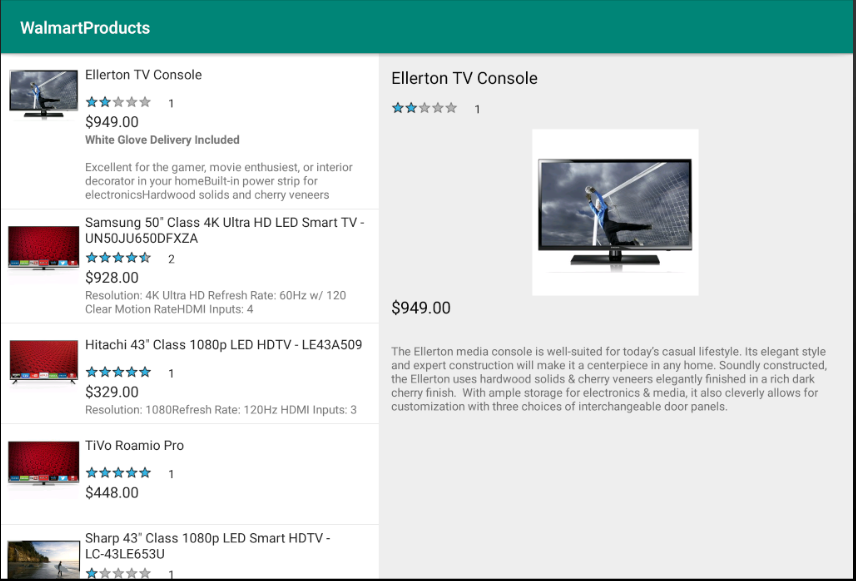 WalmartProducts
Ellerton TV Console
1
$949.00
White Glove Delivery Included
Excellent for the gamer, movie enthusiest, or interior
decorator in your homeBuilt-in power strip for
electronicsHardwood solids and cherry veneers
Samsung 50" Class 4K Ultra HD LED Smart TV -
UN50JU650DFXZA
2
$928.00
Resolution: 4K Ultra HD Refresh Rate: 60Hz w/ 120
Clear Motion RateHDMI Inputs: 4
Hitachi 43" Class 1080p LED HDTV - LE43A509
1
$329.00
Resolution: 1080Refresh Rate: 120Hz HDMI Inputs: 3
TiVo Roamio Pro
1
$448.00
Sharp 43" Class 1080p LED Smart HDTV -
LC-43LE653U
1
Ellerton TV Console
1
$949.00
The Ellerton media console is well-suited for today's casual lifestyle. Its elegant style
and expert construction will make it a centerpiece in any home. Soundly constructed,
the Ellerton uses hardwood solids & cherry veneers elegantly finished in a rich dark
cherry finish.  With ample storage for electronics & media, it also cleverly allows for
customization with three choices of interchangeable door panels.